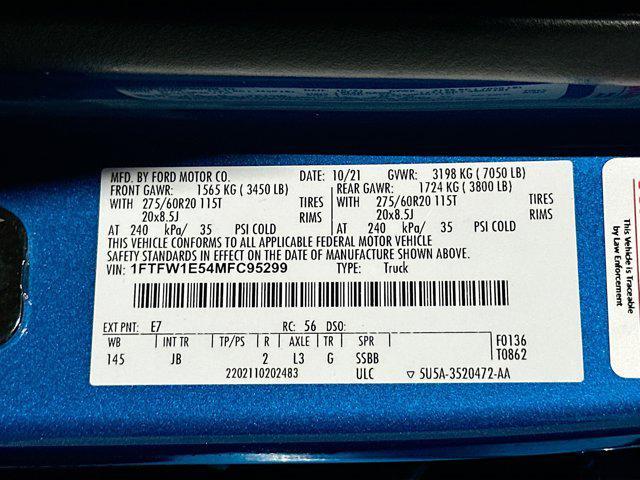 MFD. BY FORD MOTOR CO. DATE: 10/21 GVWR: 3198 KG ( 7050 LB)
FRONT GAWR: 1565 KG ( 3450 LB) REAR GAWR: 1724 KG ( 3800 LB)
WITH 275/60R20 115T TIRES WITH 275/60R20 115T TIRES
20x8.5J RIMS 20x8.5J RIMS
AT 240 kPa/ 35 PSI COLD AT 240 kPa/ 35 PSI COLD
THIS VEHICLE CONFORMS TO ALL APPLICABLE FEDERAL MOTOR VEHICLE
SAFETY STANDARDS IN EFFECT ON THE DATE OF MANUFACTURE SHOWN ABOVE.
VIN: 1FTFW1E54MFC95299 TYPE: Truck
EXT PNT: E7 RC: 56 DSO:
WB INT TR TP/PS R AXLE TR SPR F0136
145 JB 2 L3 G SSBB T0862
2202110202483 ULC ▽ 5U5A-3520472-AA
This Vehicle is Traceable
by Law Enforcement